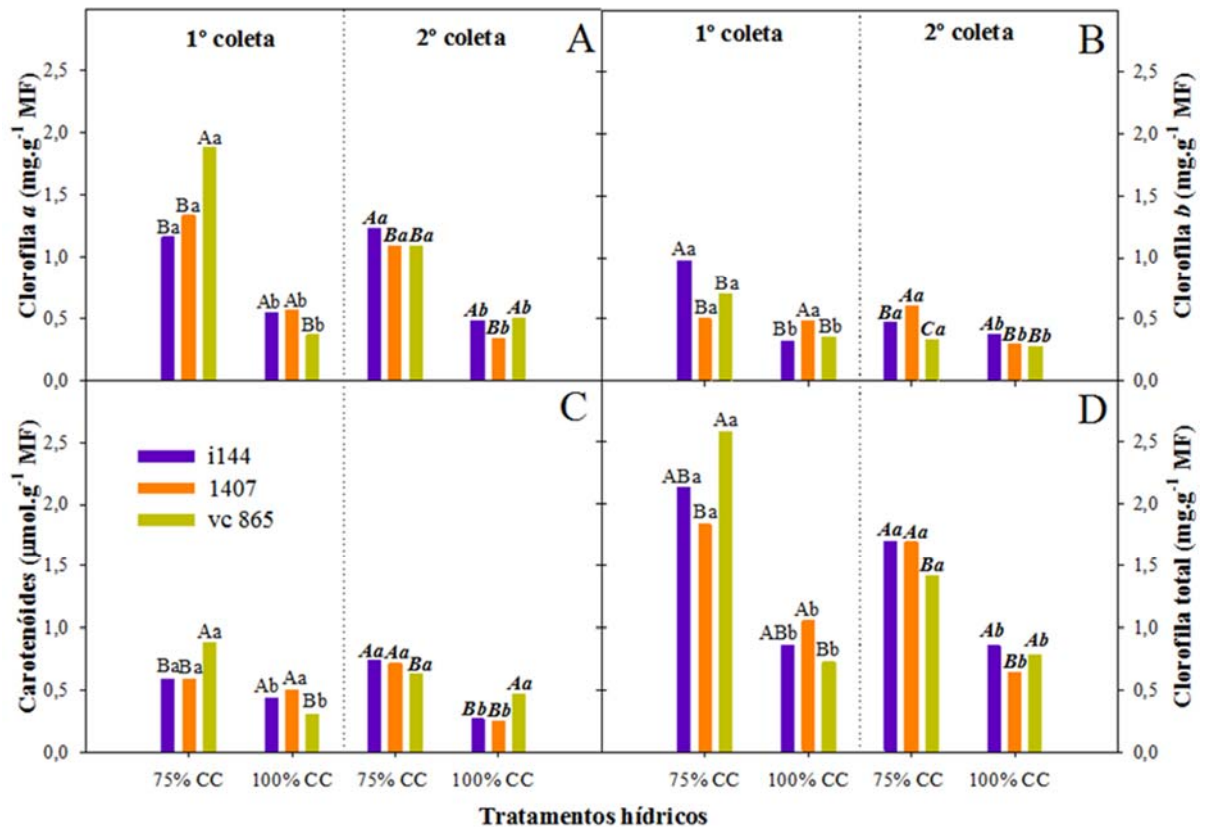 1º coleta
2º coleta
A
Clorofila a (mg.g⁻¹ MF)
2,5
2,0
1,5
1,0
0,5
0,0
Ba
Ba
Aa
Ab
Ab
Bb
Aa
Ba
Ba
Ab
Bb
Ab
1º coleta
2º coleta
B
Clorofila b (mg.g⁻¹ MF)
2,5
2,0
1,5
1,0
0,5
0,0
Aa
Ba
Ba
Bb
Aa
Bb
Ba
Aa
Ca
Ab
Bb
Bb
C
Carotenóides (µmol.g⁻¹ MF)
2,5
2,0
1,5
1,0
0,5
0,0
i144
1407
vc 865
Ba
Ba
Aa
Ab
Aa
Bb
Aa
Aa
Ba
Bb
Bb
Aa
75% CC
100% CC
75% CC
100% CC
D
Clorofila total (mg.g⁻¹ MF)
2,5
2,0
1,5
1,0
0,5
0,0
ABa
Ba
Aa
ABb
Ab
Bb
Aa
Aa
Ba
Ab
Bb
Ab
75% CC
100% CC
75% CC
100% CC
Tratamentos hídricos